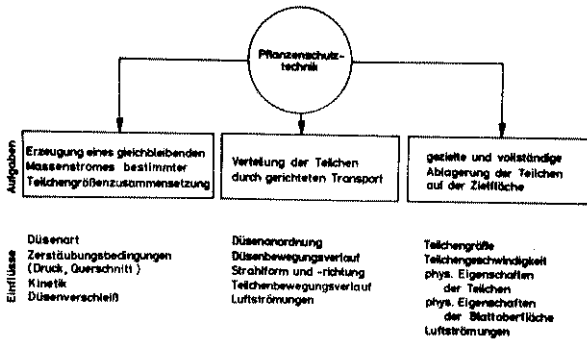 Pflanzenschutz-
technik
Aufgaben
Erzeugung eines gleichbleibenden
Massenstromes bestimmter
Teilchengrößenzusammensetzung
Verteilung der Teilchen
durch gerichteten Transport
gezielte und vollständige
Ablagerung der Teilchen
auf der Zielfläche
Einflüsse
Düsenart
Zerstäubungsbedingungen
(Druck, Querschnitt)
Kinetik
Düsenverschleiß
Düsenanordnung
Düsenbewegungsverlauf
Strahlform und -richtung
Teilchenbewegungsverlauf
Luftströmungen
Teilchengröße
Teilchengeschwindigkeit
phys. Eigenschaften
der Teilchen
phys. Eigenschaften
der Blattoberfläche
Luftströmungen